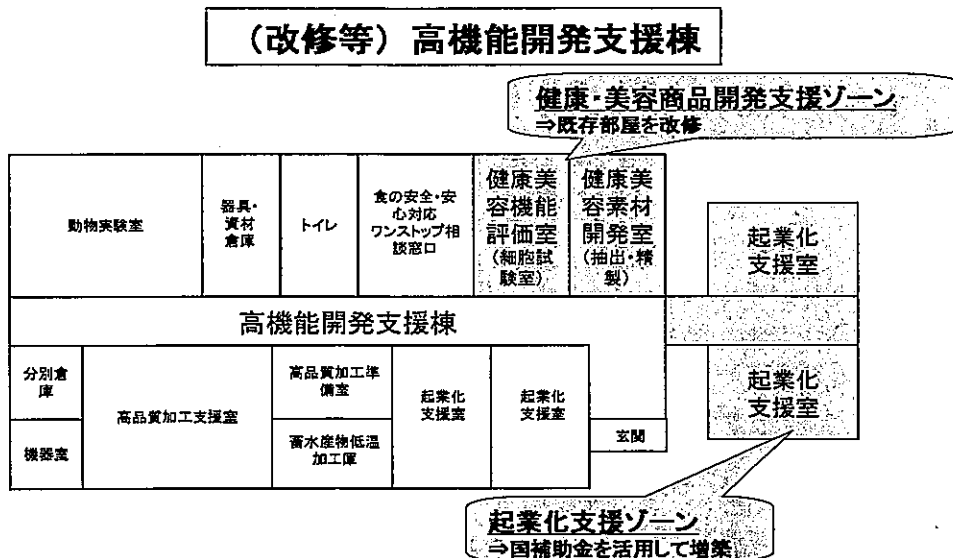 （改修等）高機能開発支援棟
健康・美容商品開発支援ゾーン
⇒既存部屋を改修
動物実験室
器具・
資材
倉庫
トイレ
食の安全・安
心対応
ワンストップ相
談窓口
健康美
容機能
評価室
(細胞試
験室)
健康美
容素材
開発室
(抽出・精
製)
起業化
支援室
高機能開発支援棟
分別倉
庫
機器室
高品質加工支援室
高品質加工準
備室
畜水産物低温
加工庫
起業化
支援室
起業化
支援室
玄関
起業化
支援室
起業化支援ゾーン
⇒国補助金を活用して増築